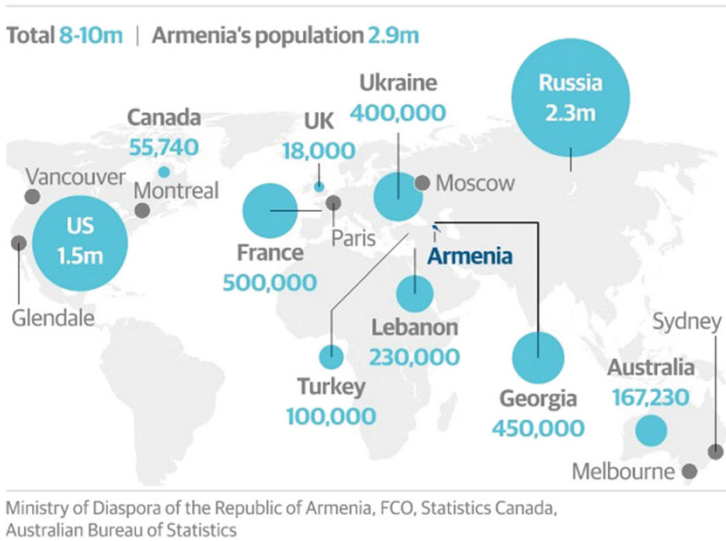 Total 8-10m | Armenia's population 2.9m
Ukraine
400,000
Russia
2.3m
Canada
55,740
UK
18,000
Vancouver
Montreal
Moscow
US
1.5m
Paris
France
500,000
Armenia
Glendale
Lebanon
230,000
Sydney
Turkey
100,000
Georgia
450,000
Australia
167,230
Melbourne
Ministry of Diaspora of the Republic of Armenia, FCO, Statistics Canada,
Australian Bureau of Statistics